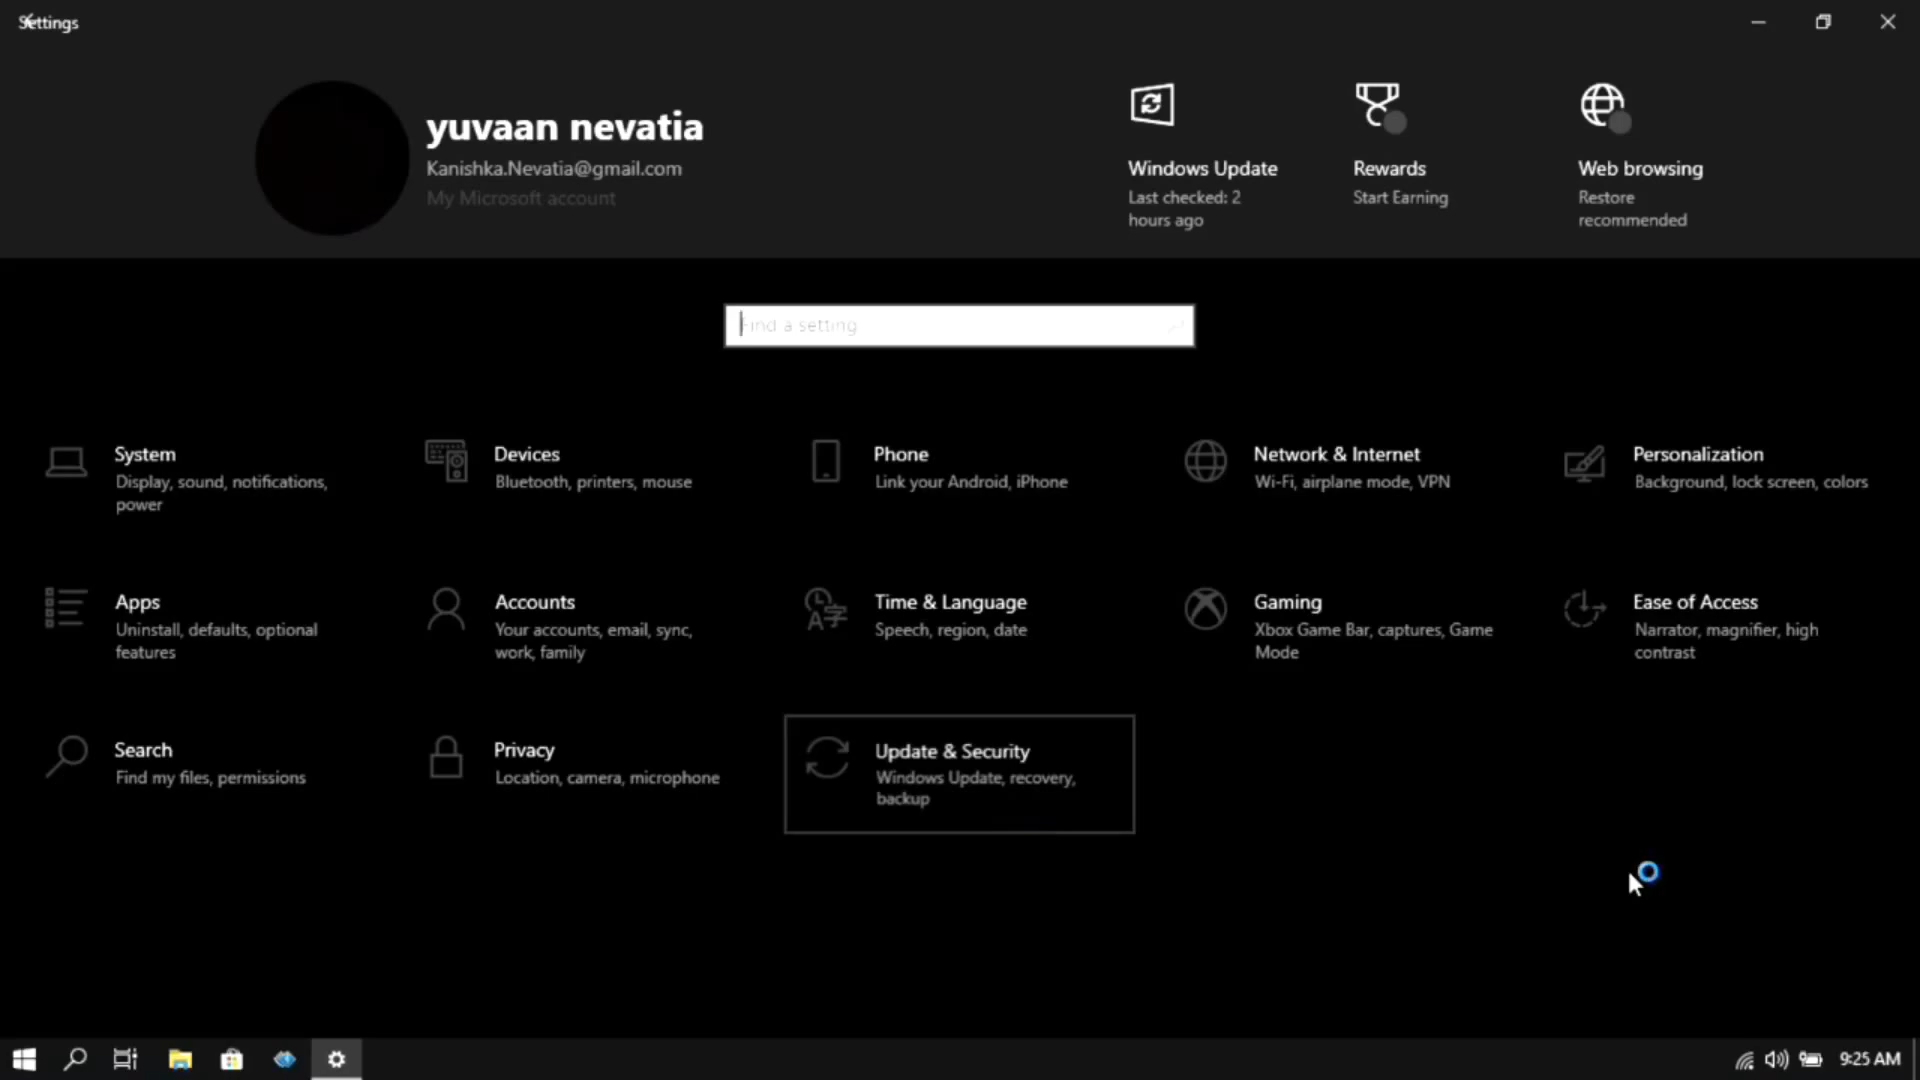 Settings
yuvaan nevatia
Kanishka.Nevatia@gmail.com
My Microsoft account
Windows Update
Last checked: 2
hours ago
Rewards
Start Earning
Web browsing
Restore
recommended
Find a setting
System
Display, sound, notifications,
power
Devices
Bluetooth, printers, mouse
Phone
Link your Android, iPhone
Network & Internet
Wi-Fi, airplane mode, VPN
Personalization
Background, lock screen, colors
Apps
Uninstall, defaults, optional
features
Accounts
Your accounts, email, sync,
work, family
Time & Language
Speech, region, date
Gaming
Xbox Game Bar, captures, Game
Mode
Ease of Access
Narrator, magnifier, high
contrast
Search
Find my files, permissions
Privacy
Location, camera, microphone
Update & Security
Windows Update, recovery,
backup
9:25 AM